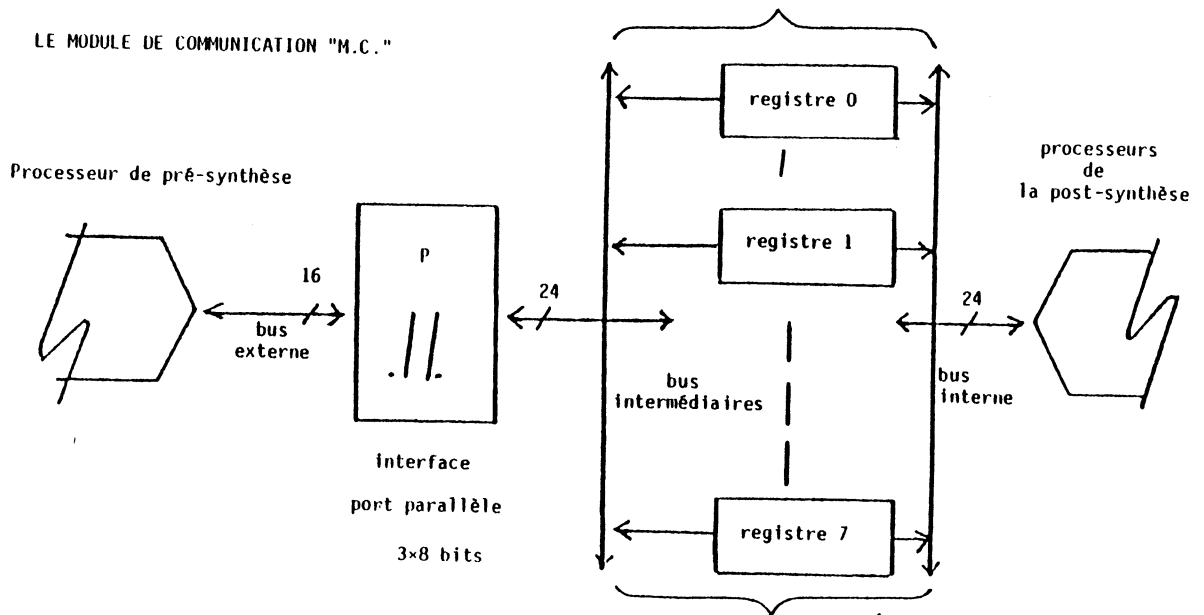 LE MODULE DE COMMUNICATION "M.C."
Processeur de pré-synthèse
16
bus
externe
P
.||.
interface
port parallèle
3×8 bits
24
bus
intermédiaires
registre 0
registre 1
registre 7
bus
interne
24
processeurs
de
la post-synthèse